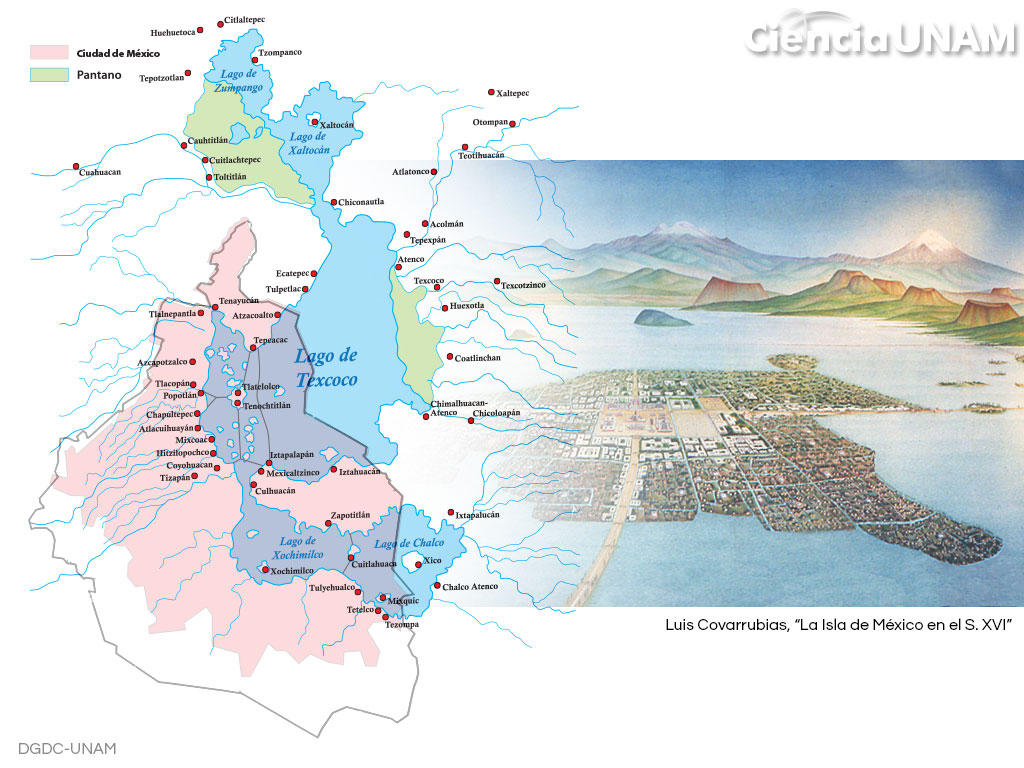 Ciencia UNAM
Ciudad de México
Pantano
Citlaltepec
Huehuetoca
Tzompanco
Tepotzotlan
Lago de
Zumpango
Xaltepec
Xaltocán
Otompan
Lago de
Xaltocán
Cauhtitlán
Teotihuacán
Cuitlachtepec
Cuahuacan
Toltitlán
Atlatonco
Chiconautla
Acolmán
Tepexpán
Atenco
Ecatepec
Texcoco
Texcotzinco
Tulpetlac
Tenayucán
Huexotla
Tlalnepantla
Atzacoalto
Tepeacac
Lago de
Texcoco
Coatlinchan
Azcapotzalco
Tlacopán
Tlatelolco
Popotlán
Tenochtitlán
Chimalhuacan-
Atenco
Chicoloapán
Chapultepec
Atlacuihuayán
Mixcoac
Hitzilopochco
Iztapalapán
Coyohuacan
Mexicaltzinco
Iztahuacán
Tizapán
Culhuacán
Zapotitlán
Ixtapalucán
Lago de
Xochimilco
Lago de Chalco
Cuitlahuaca
Xico
Xochimilco
Tulyehualco
Chalco Atenco
Mixquic
Tetelco
Tezompa
Luis Covarrubias, “La Isla de México en el S. XVI”
DGDC-UNAM